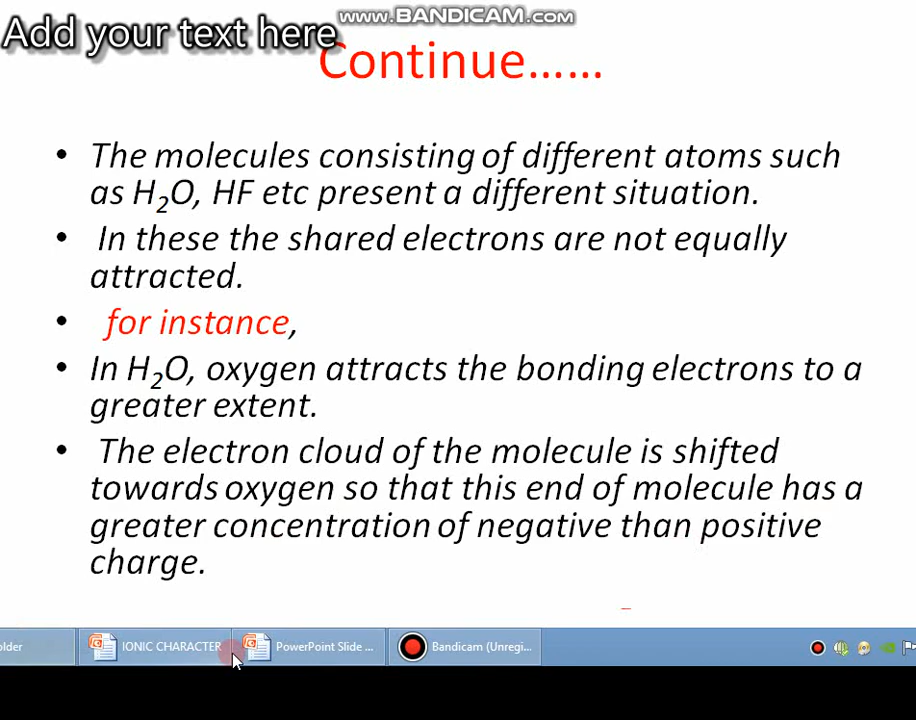 www.BANDICAM.com
Add your text here
Continue……
• The molecules consisting of different atoms such
as H₂O, HF etc present a different situation.
• In these the shared electrons are not equally
attracted.
• for instance,
• In H₂O, oxygen attracts the bonding electrons to a
greater extent.
• The electron cloud of the molecule is shifted
towards oxygen so that this end of molecule has a
greater concentration of negative than positive
charge.
older IONIC CHARACTER PowerPoint Slide ... Bandicam (Unregi...